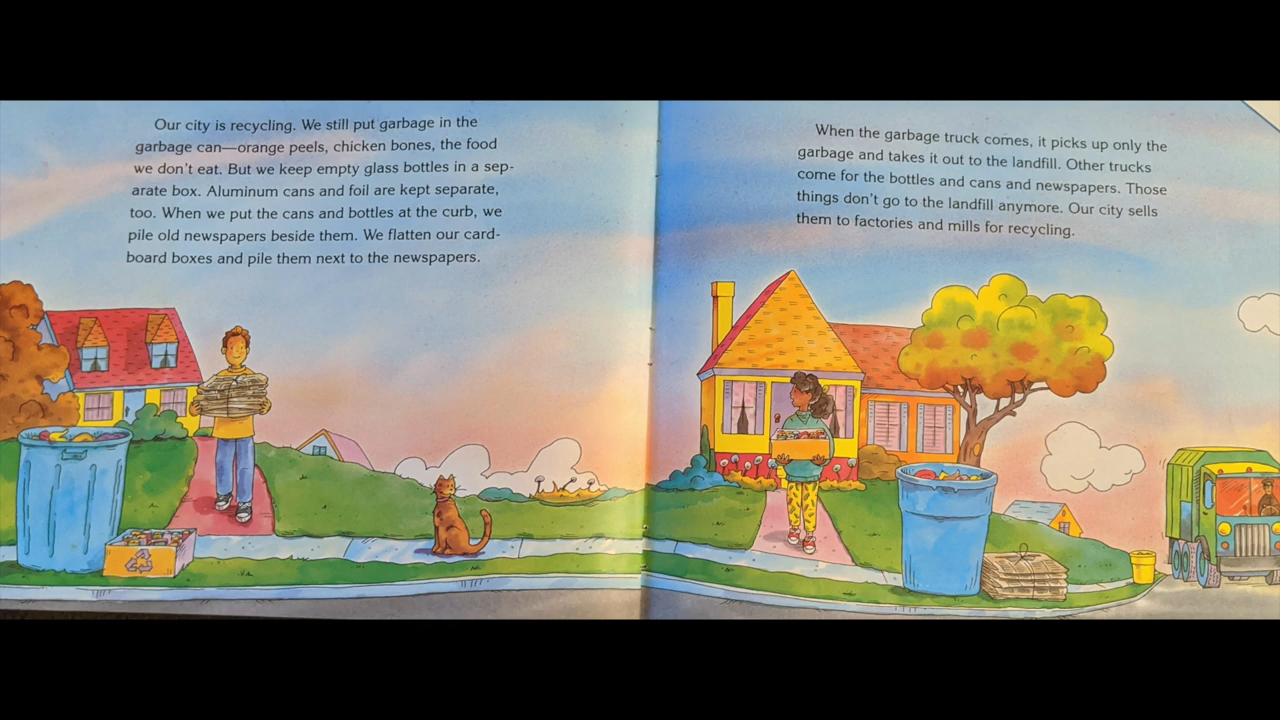 Our city is recycling. We still put garbage in the
garbage can—orange peels, chicken bones, the food
we don't eat. But we keep empty glass bottles in a sep-
arate box. Aluminum cans and foil are kept separate,
too. When we put the cans and bottles at the curb, we
pile old newspapers beside them. We flatten our card-
board boxes and pile them next to the newspapers.
When the garbage truck comes, it picks up only the
garbage and takes it out to the landfill. Other trucks
come for the bottles and cans and newspapers. Those
things don't go to the landfill anymore. Our city sells
them to factories and mills for recycling.